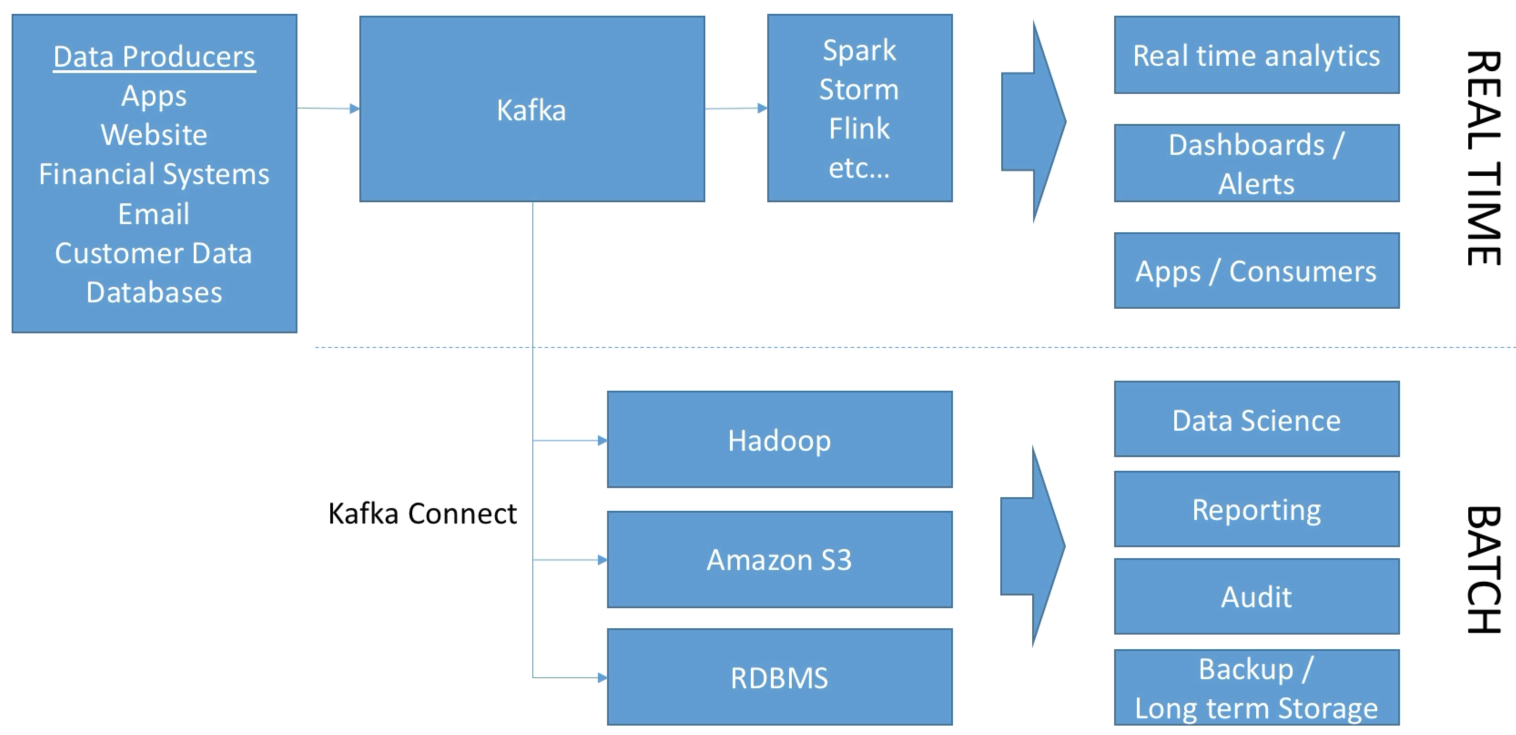 Data Producers
Apps
Website
Financial Systems
Email
Customer Data
Databases
Kafka
Spark
Storm
Flink
etc...
Real time analytics
Dashboards /
Alerts
Apps / Consumers
REAL TIME
Kafka Connect
Hadoop
Amazon S3
RDBMS
Data Science
Reporting
Audit
Backup /
Long term Storage
BATCH